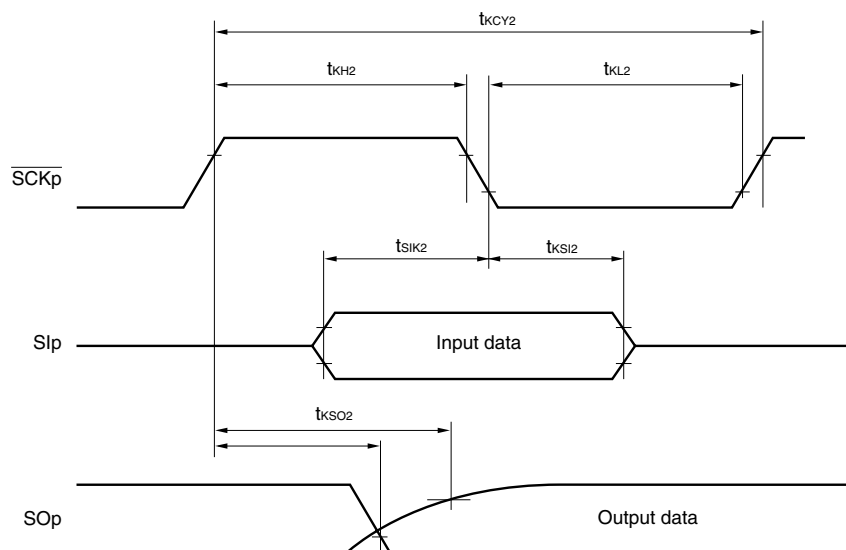 tKCY2
tKH2
tKL2
SCKp
tSIK2
tKSI2
SIp
Input data
tKSO2
SOp
Output data